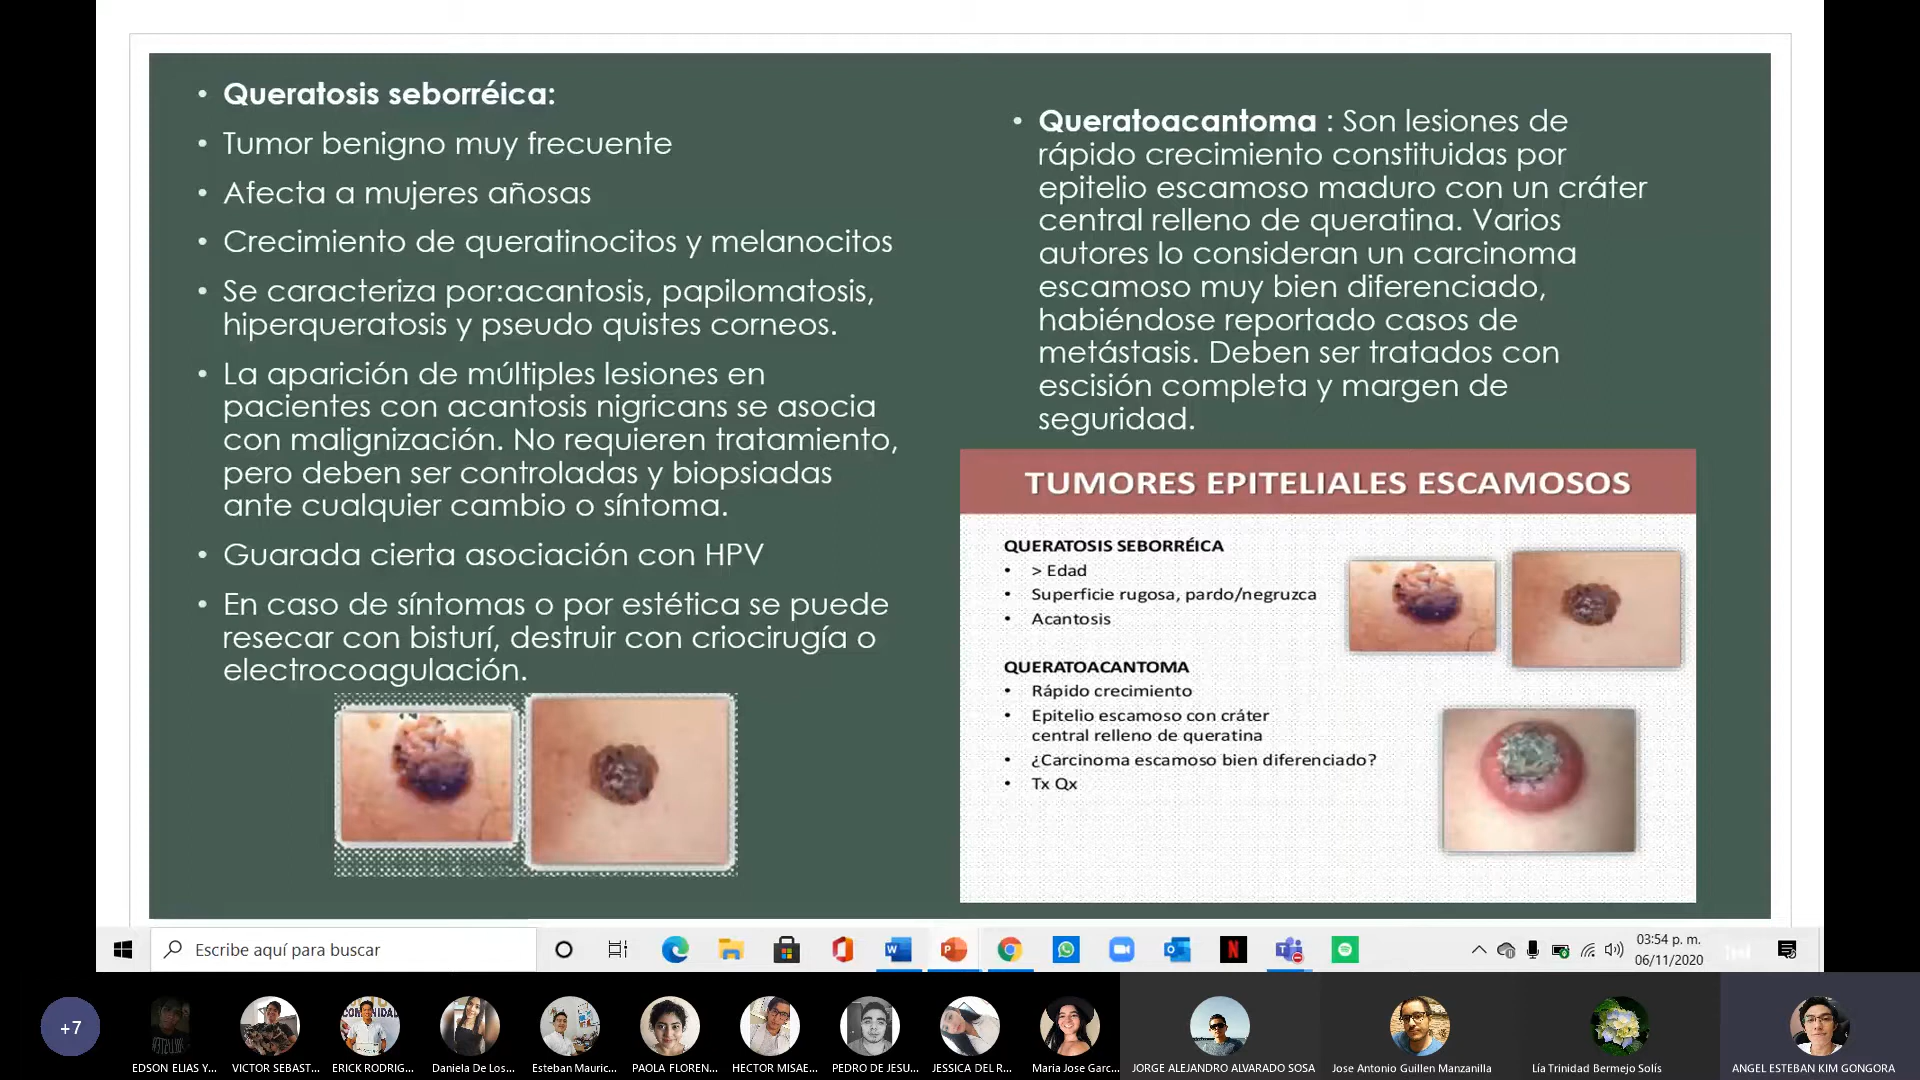 Queratosis seborréica:
Tumor benigno muy frecuente
Afecta a mujeres añosas
Crecimiento de queratinocitos y melanocitos
Se caracteriza por:acantosis, papilomatosis,
hiperqueratosis y pseudo quistes corneos.
La aparición de múltiples lesiones en
pacientes con acantosis nigricans se asocia
con malignización. No requieren tratamiento,
pero deben ser controladas y biopsiadas
ante cualquier cambio o síntoma.
Guarada cierta asociación con HPV
En caso de síntomas o por estética se puede
resecar con bisturí, destruir con criocirugía o
electrocoagulación.
Queratoacantoma : Son lesiones de
rápido crecimiento constituidas por
epitelio escamoso maduro con un cráter
central relleno de queratina. Varios
autores lo consideran un carcinoma
escamoso muy bien diferenciado,
habiéndose reportado casos de
metástasis. Deben ser tratados con
escisión completa y margen de
seguridad.
TUMORES EPITELIALES ESCAMOSOS
QUERATOSIS SEBORRÉICA
> Edad
Superficie rugosa, pardo/negruzca
Acantosis
QUERATOACANTOMA
Rápido crecimiento
Epitelio escamoso con cráter
central relleno de queratina
¿Carcinoma escamoso bien diferenciado?
Tx Qx
Escribe aquí para buscar
03:54 p. m.
06/11/2020
+7
EDSON ELIAS Y...
VICTOR SEBAST...
ERICK RODRIG...
Daniela De Los...
Esteban Mauric...
PAOLA FLOREN...
HECTOR MISAE...
PEDRO DE JESU...
JESSICA DEL R...
Maria Jose Garc...
JORGE ALEJANDRO ALVARADO SOSA
Jose Antonio Guillen Manzanilla
Lía Trinidad Bermejo Solís
ANGEL ESTEBAN KIM GONGORA